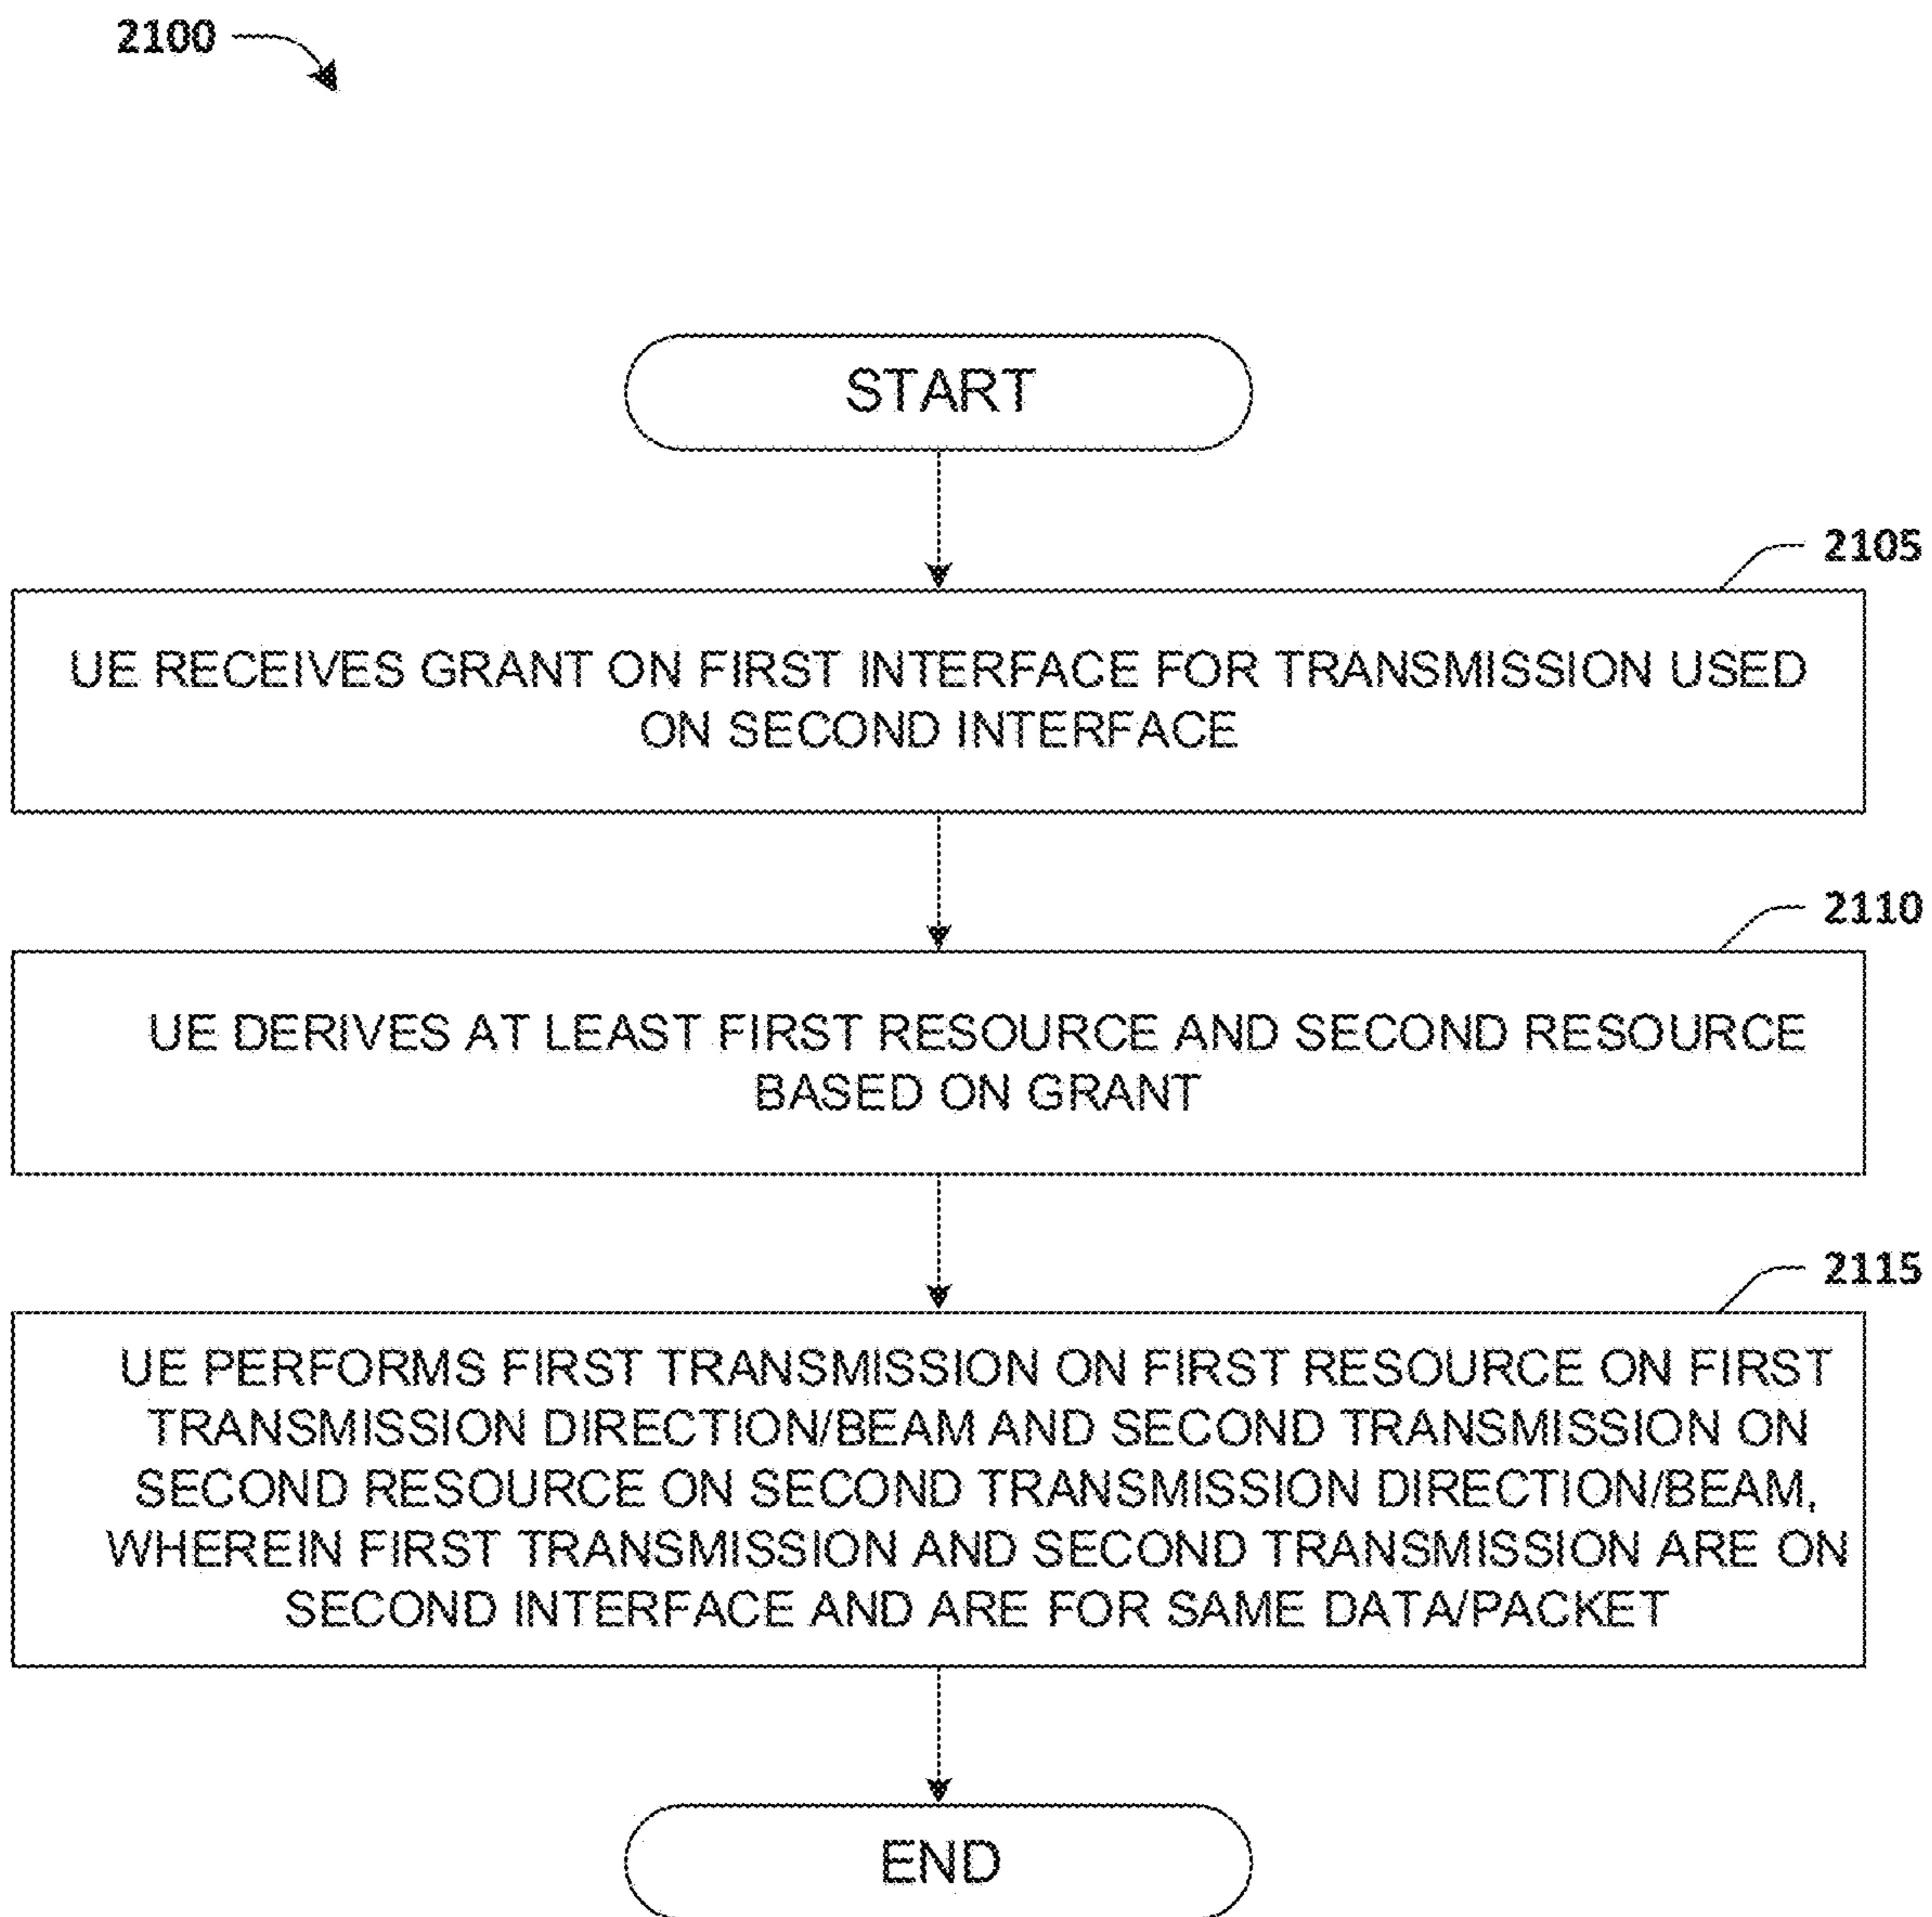 2100
START
2105
UE RECEIVES GRANT ON FIRST INTERFACE FOR TRANSMISSION USED
ON SECOND INTERFACE
2110
UE DERIVES AT LEAST FIRST RESOURCE AND SECOND RESOURCE
BASED ON GRANT
2115
UE PERFORMS FIRST TRANSMISSION ON FIRST RESOURCE ON FIRST
TRANSMISSION DIRECTION/BEAM AND SECOND TRANSMISSION ON
SECOND RESOURCE ON SECOND TRANSMISSION DIRECTION/BEAM,
WHEREIN FIRST TRANSMISSION AND SECOND TRANSMISSION ARE ON
SECOND INTERFACE AND ARE FOR SAME DATA/PACKET
END